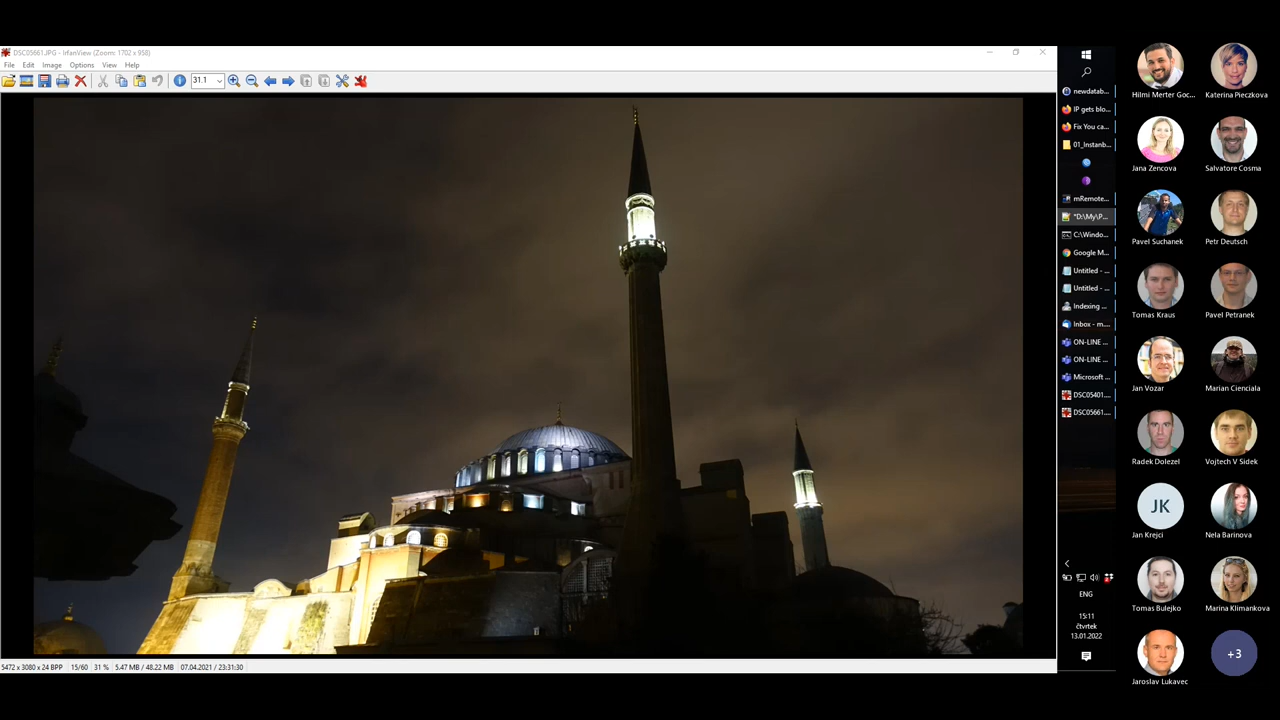 DSC05661.JPG - IrfanView (Zoom: 1702 x 958)
File Edit Image Options View Help
31.1
5472 x 3080 x 24 BPP 15/60 31 % 5.47 MB / 48.22 MB 07.04.2021 / 23:31:30
newdatab...
IP gets blo...
Fix You ca...
01_Instanb...
mRemote...
*D:\My\P...
C:\Windo...
Google M...
Untitled - ...
Untitled - ...
Indexing ...
Inbox - m...
ON-LINE ...
ON-LINE ...
Microsoft ...
DSC05401....
DSC05661....
ENG
15:11
čtvrtek
13.01.2022
Hilmi Merter Goc... Katerina Pieczkova
Jana Zencova Salvatore Cosma
Pavel Suchanek Petr Deutsch
Tomas Kraus Pavel Petranek
Jan Vozar Marian Cienciala
Radek Dolezel Vojtech V Sidek
JK
Jan Krejci Nela Barinova
Tomas Bulejko Marina Klimankova
+3
Jaroslav Lukavec